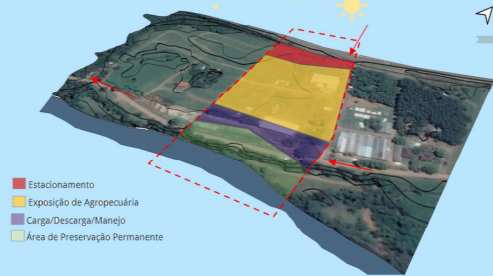 Estacionamento
Exposição de Agropecuária
Carga/Descarga/Manejo
Área de Preservação Permanente